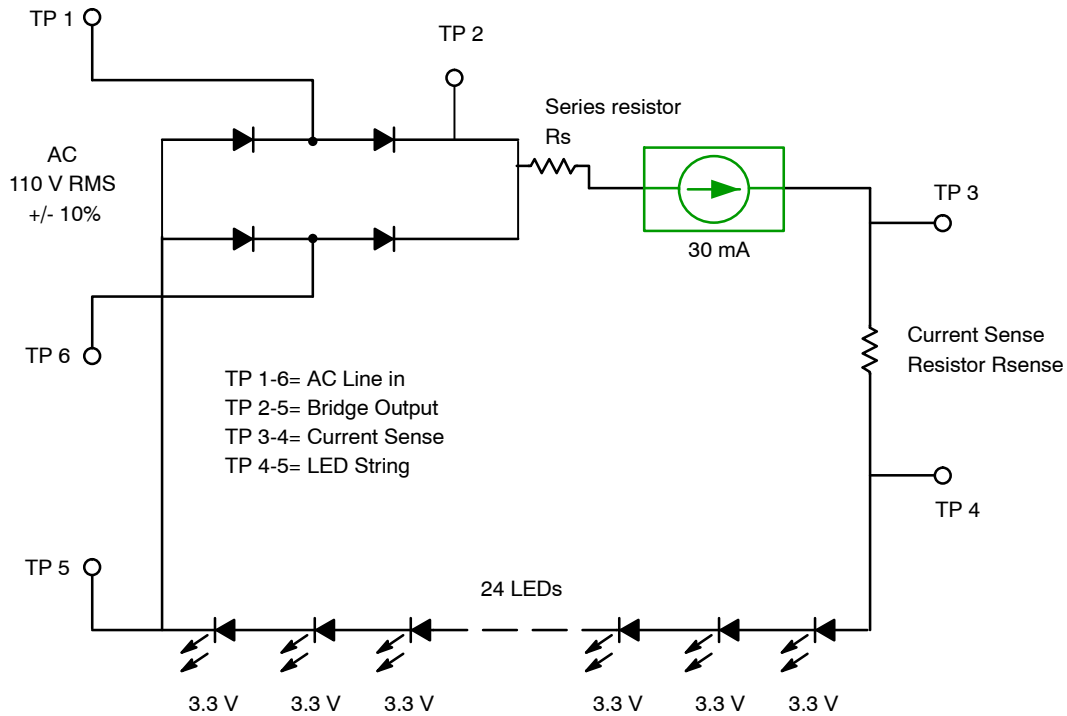 TP 1
TP 2
Series resistor
Rs
AC
110 V RMS
+/- 10%
TP 3
30 mA
TP 6
Current Sense
Resistor Rsense
TP 1-6= AC Line in
TP 2-5= Bridge Output
TP 3-4= Current Sense
TP 4-5= LED String
TP 4
TP 5
24 LEDs
3.3 V 3.3 V 3.3 V 3.3 V 3.3 V 3.3 V